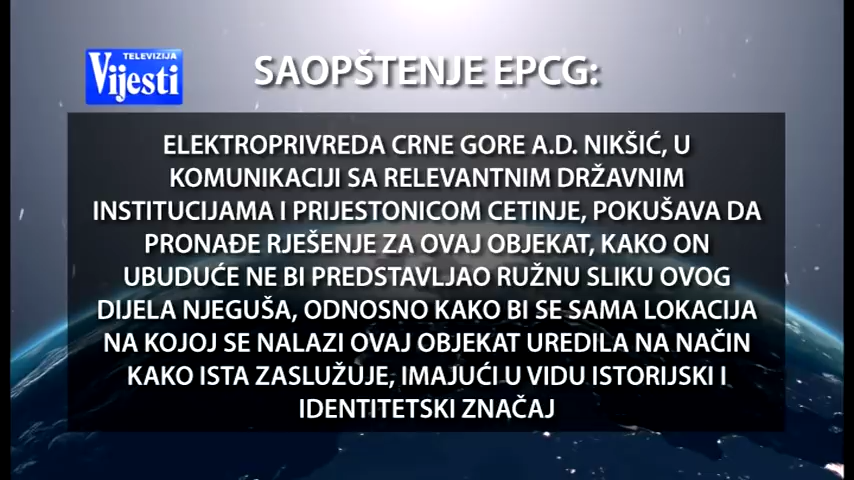 TELEVIZIJA
Vijesti
SAOPŠTENJE EPCG:
ELEKTROPRIVREDA CRNE GORE A.D. NIKŠIĆ, U
KOMUNIKACIJI SA RELEVANTNIM DRŽAVNIM
INSTITUCIJAMA I PRIJESTONICOM CETINJE, POKUŠAVA DA
PRONAĐE RJEŠENJE ZA OVAJ OBJEKAT, KAKO ON
UBUDUĆE NE BI PREDSTAVLJAO RUŽNU SLIKU OVOG
DIJELA NJEGUŠA, ODNOSNO KAKO BI SE SAMA LOKACIJA
NA KOJOJ SE NALAZI OVAJ OBJEKAT UREDILA NA NAČIN
KAKO ISTA ZASLUŽUJE, IMAJUĆI U VIDU ISTORIJSKI I
IDENTITETSKI ZNAČAJ